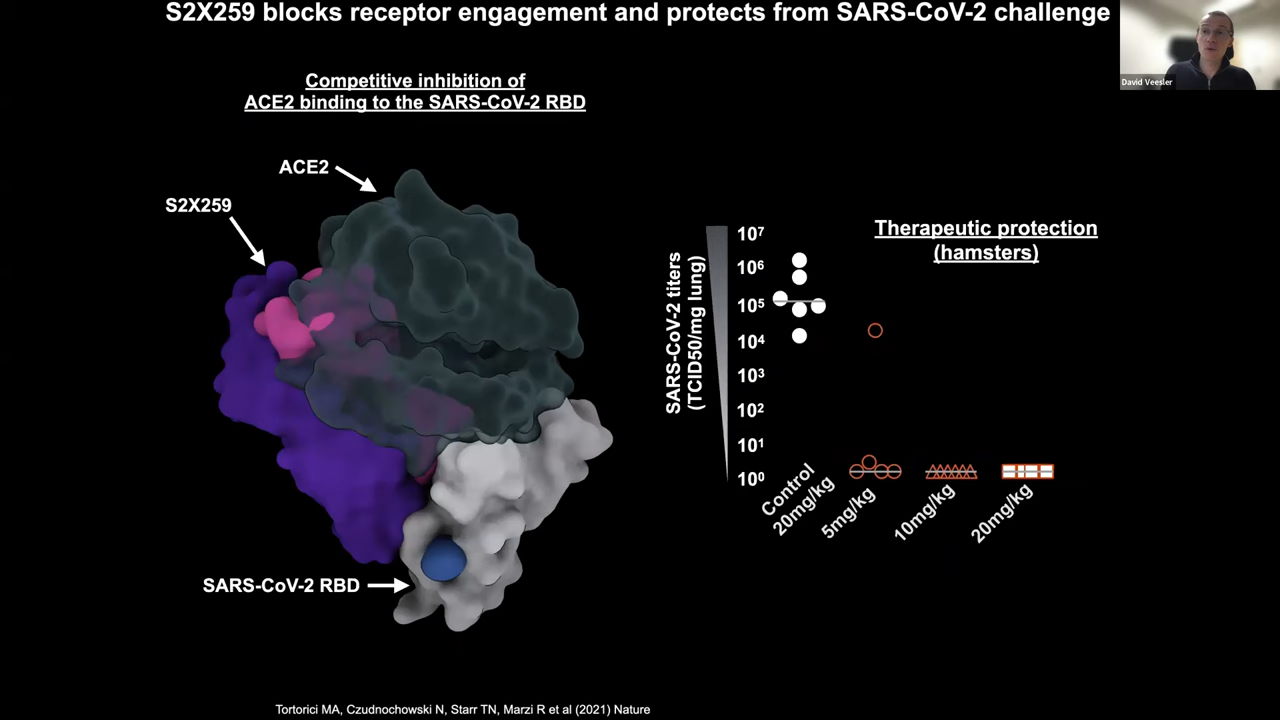 S2X259 blocks receptor engagement and protects from SARS-CoV-2 challenge
David Veesler
Competitive inhibition of
ACE2 binding to the SARS-CoV-2 RBD
ACE2
S2X259
SARS-CoV-2 RBD
Therapeutic protection
(hamsters)
SARS-CoV-2 titers
(TCID50/mg lung)
10⁷
10⁶
10⁵
10⁴
10³
10²
10¹
10⁰
Control
20mg/kg
5mg/kg
10mg/kg
20mg/kg
Tortorici MA, Czudnochowski N, Starr TN, Marzi R et al (2021) Nature